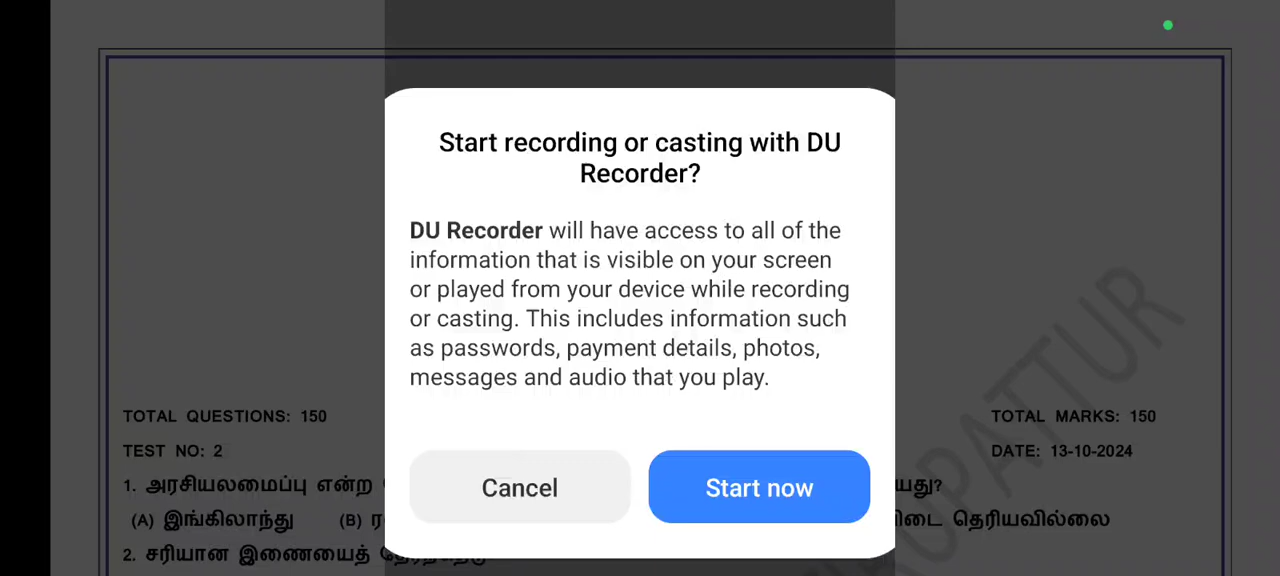 Start recording or casting with DU
Recorder?
DU Recorder will have access to all of the
information that is visible on your screen
or played from your device while recording
or casting. This includes information such
as passwords, payment details, photos,
messages and audio that you play.
Cancel
Start now
TOTAL QUESTIONS: 150
TOTAL MARKS: 150
TEST NO: 2
DATE: 13-10-2024
1. அரசியலமைப்பு என்ற
(A) இங்கிலாந்து (B) தெரியவில்லை
2. சரியான இணையைத்